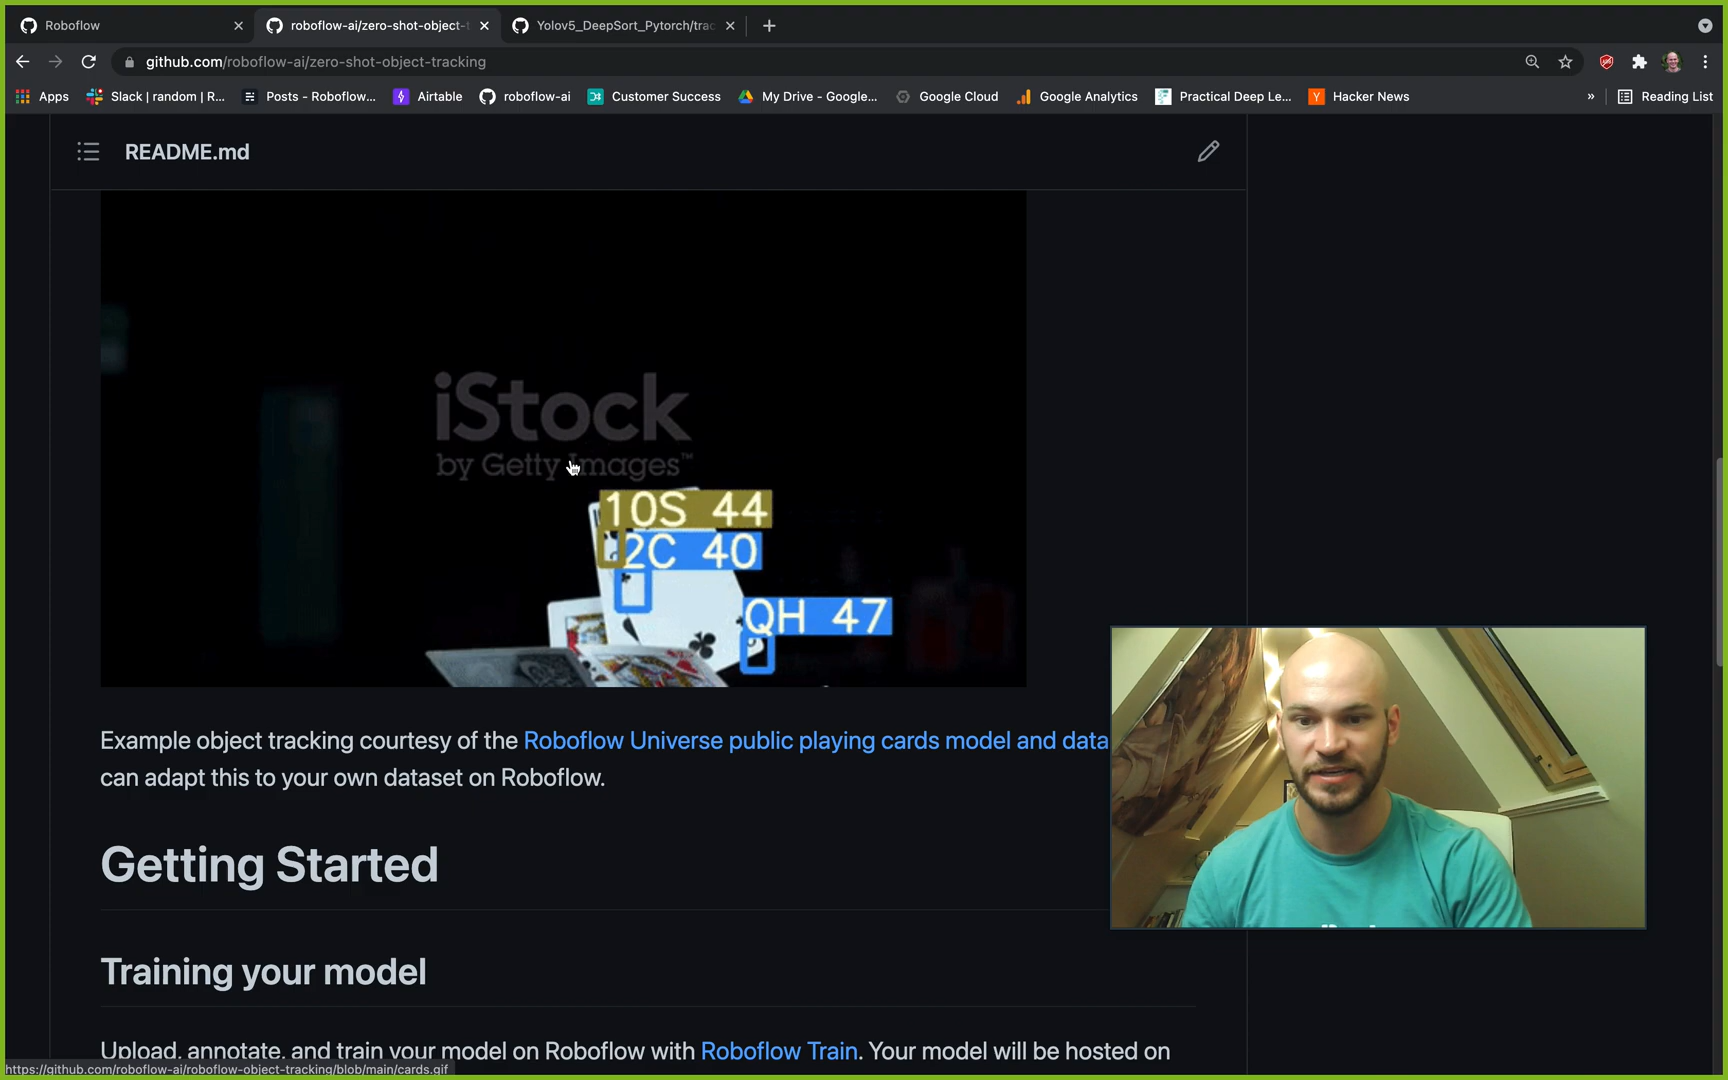 Roboflow
roboflow-ai/zero-shot-object-t
Yolov5_DeepSort_Pytorch/trac
github.com/roboflow-ai/zero-shot-object-tracking
Apps
Slack | random | R...
Posts - Roboflow...
Airtable
roboflow-ai
Customer Success
My Drive - Google...
Google Cloud
Google Analytics
Practical Deep Le...
Hacker News
»
Reading List
README.md
iStock
by Getty Images™
10S 44
2C 40
QH 47
Example object tracking courtesy of the Roboflow Universe public playing cards model and data
can adapt this to your own dataset on Roboflow.
Getting Started
Training your model
Upload, annotate, and train your model on Roboflow with Roboflow Train. Your model will be hosted on
https://github.com/roboflow-ai/roboflow-object-tracking/blob/main/cards.gif